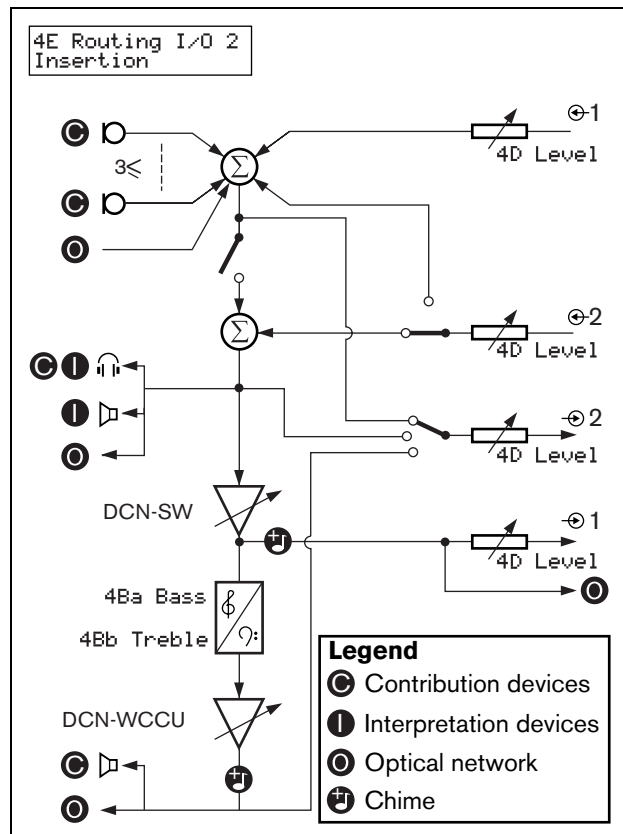 4E Routing I/O 2
Insertion
C
1
4D Level
3⩽
Σ
C
O
2
4D Level
Σ
C I
I
O
2
4D Level
DCN-SW
1
4D Level
O
4Ba Bass
4Bb Treble
DCN-WCCU
C
O
Legend
C Contribution devices
I Interpretation devices
O Optical network
Chime